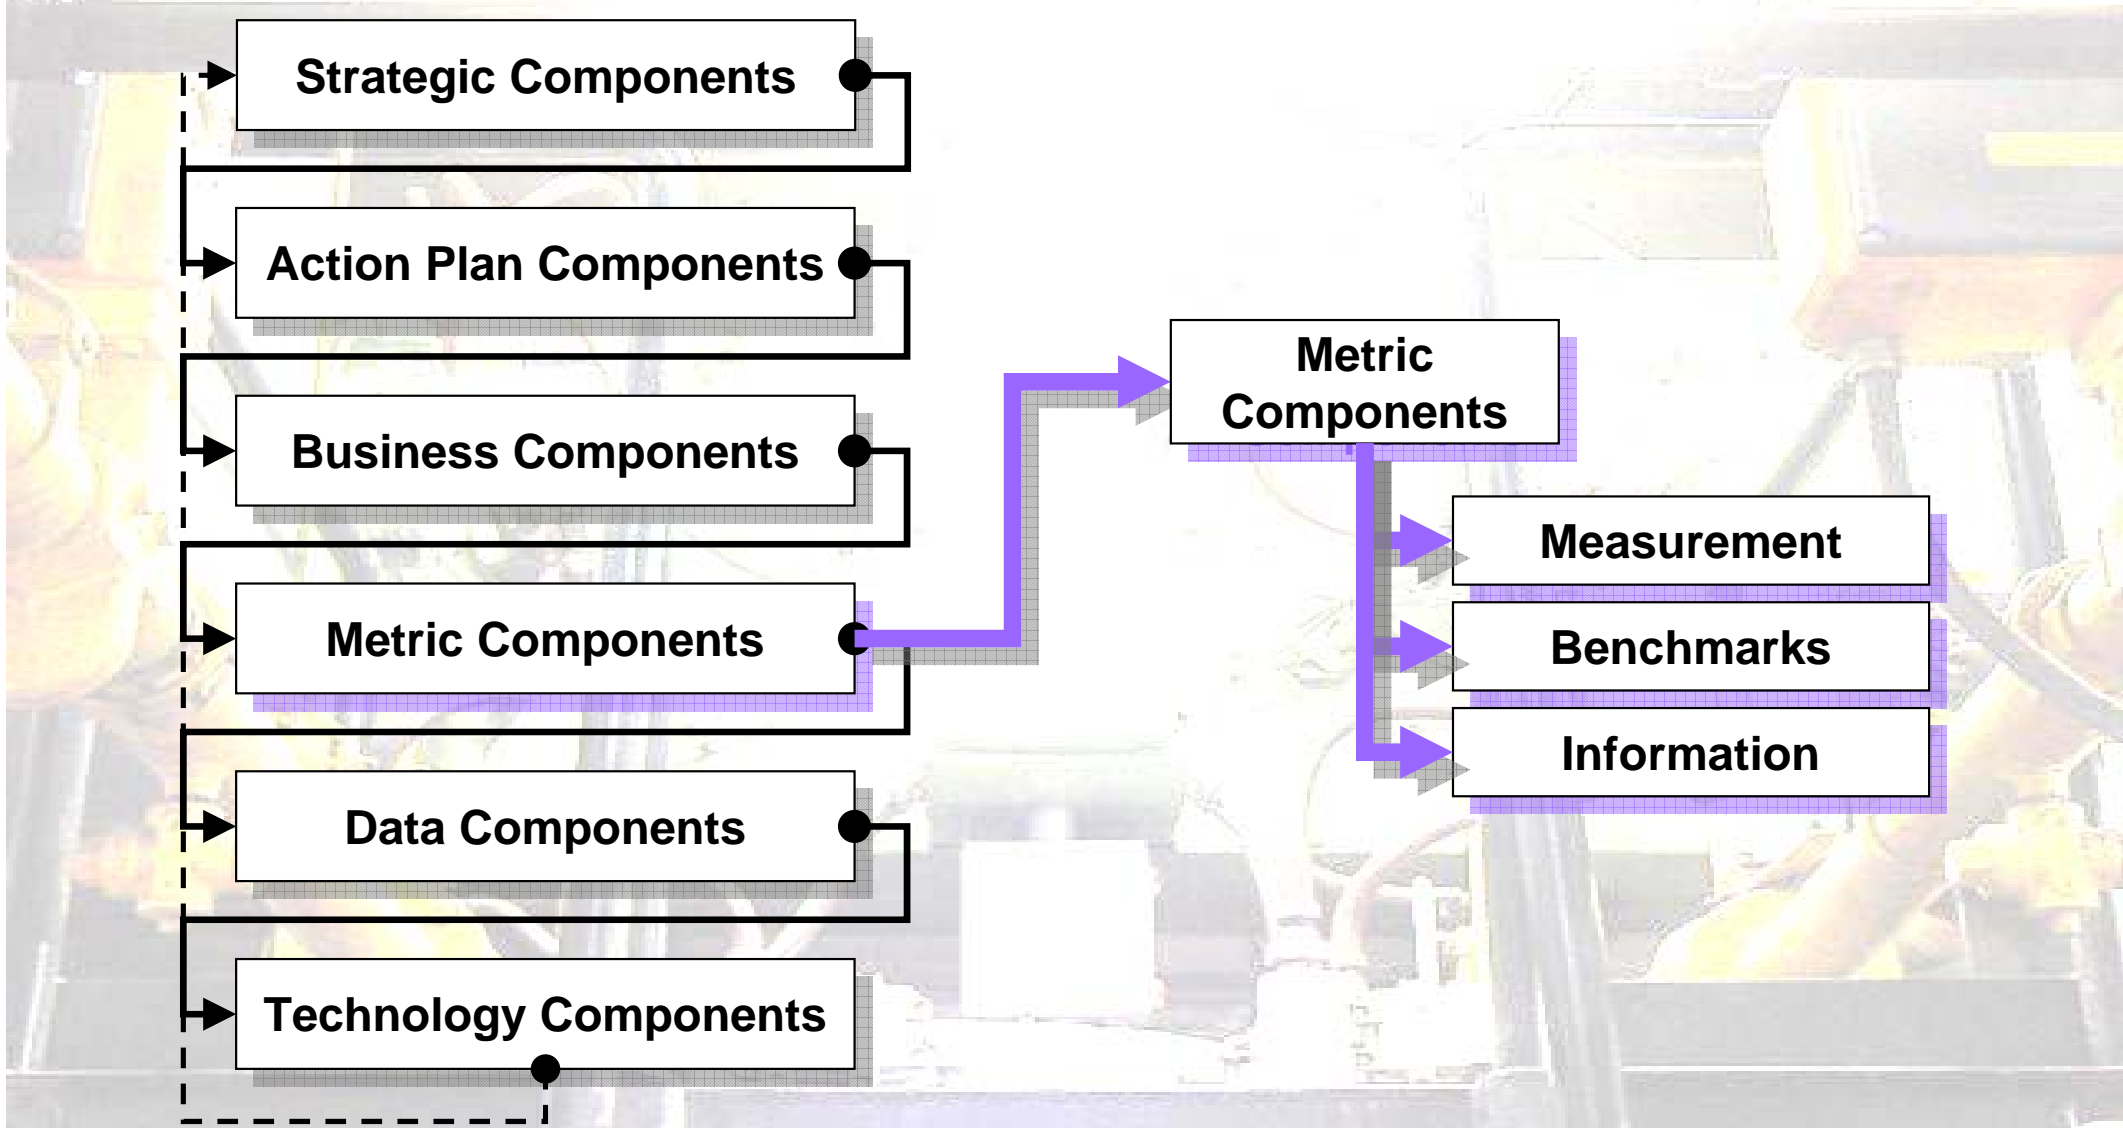 Strategic Components
Action Plan Components
Business Components
Metric Components
Data Components
Technology Components
Metric
Components
Measurement
Benchmarks
Information